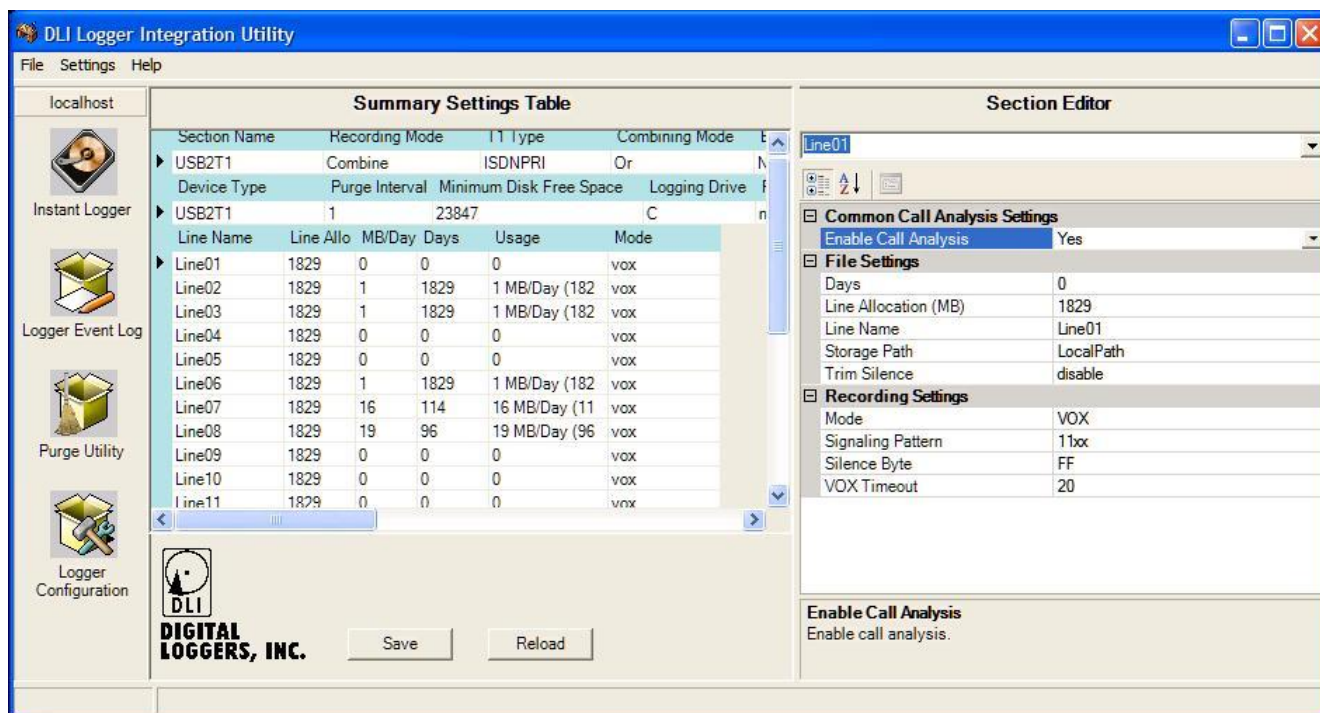 DLI Logger Integration Utility
File Settings Help
localhost
Instant Logger
Logger Event Log
Purge Utility
Logger
Configuration
Summary Settings Table
Section Name Recording Mode T1 Type Combining Mode
USB2T1 Combine ISDNPRI Or
Device Type Purge Interval Minimum Disk Free Space Logging Drive
USB2T1 1 23847 C
Line Name Line Allo MB/Day Days Usage Mode
Line01 1829 0 0 0 vox
Line02 1829 1 1829 1 MB/Day (182 vox
Line03 1829 1 1829 1 MB/Day (182 vox
Line04 1829 0 0 0 vox
Line05 1829 0 0 0 vox
Line06 1829 1 1829 1 MB/Day (182 vox
Line07 1829 16 114 16 MB/Day (11 vox
Line08 1829 19 96 19 MB/Day (96 vox
Line09 1829 0 0 0 vox
Line10 1829 0 0 0 vox
Line11 1829 0 0 0 vox
DLI
DIGITAL
LOGGERS, INC.
Save Reload
Section Editor
Line01
A
Z
Common Call Analysis Settings
Enable Call Analysis Yes
File Settings
Days 0
Line Allocation (MB) 1829
Line Name Line01
Storage Path LocalPath
Trim Silence disable
Recording Settings
Mode VOX
Signaling Pattern 11xx
Silence Byte FF
VOX Timeout 20
Enable Call Analysis
Enable call analysis.